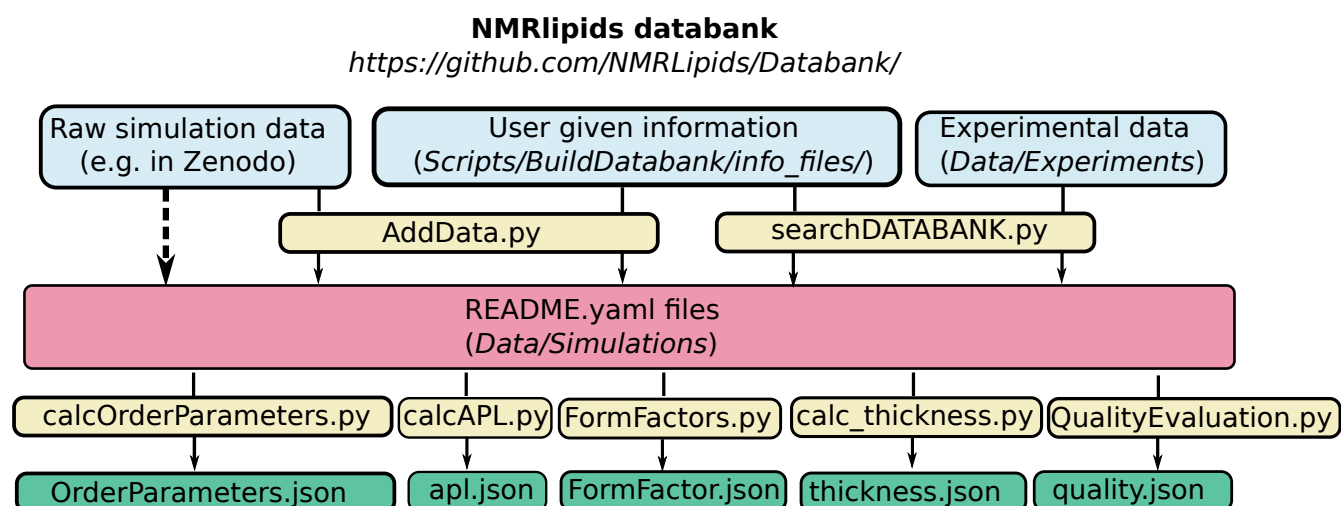 NMRlipids databank
https://github.com/NMRLipids/Databank/
Raw simulation data
(e.g. in Zenodo)
User given information
(Scripts/BuildDatabank/info_files/)
Experimental data
(Data/Experiments)
AddData.py
searchDATABANK.py
README.yaml files
(Data/Simulations)
calcOrderParameters.py
calcAPL.py
FormFactors.py
calc_thickness.py
QualityEvaluation.py
OrderParameters.json
apl.json
FormFactor.json
thickness.json
quality.json